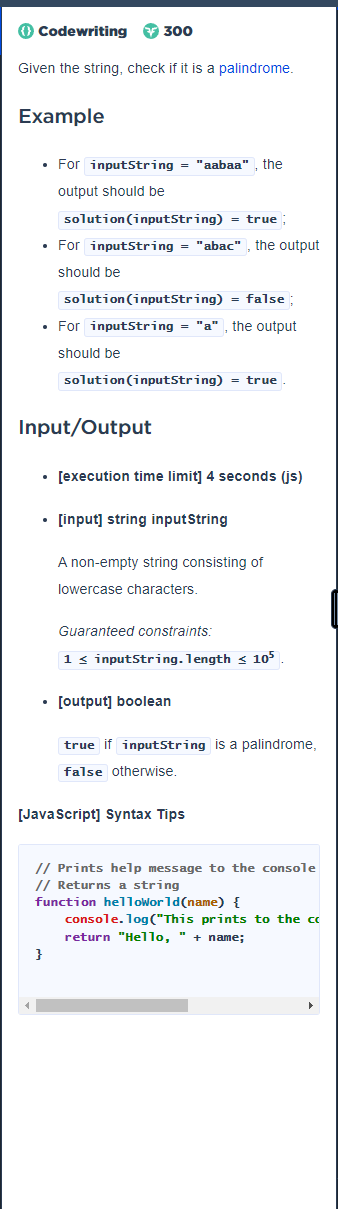 Codewriting 300
Given the string, check if it is a palindrome.
Example
• For inputString = "aabaa", the
output should be
solution(inputString) = true;
• For inputString = "abac", the output
should be
solution(inputString) = false;
• For inputString = "a", the output
should be
solution(inputString) = true.
Input/Output
• [execution time limit] 4 seconds (js)
• [input] string inputString
A non-empty string consisting of
lowercase characters.
Guaranteed constraints:
1 ≤ inputString.length ≤ 10⁵.
• [output] boolean
true if inputString is a palindrome,
false otherwise.
[JavaScript] Syntax Tips
// Prints help message to the console
// Returns a string
function helloWorld(name) {
    console.log("This prints to the
    return "Hello, " + name;
}